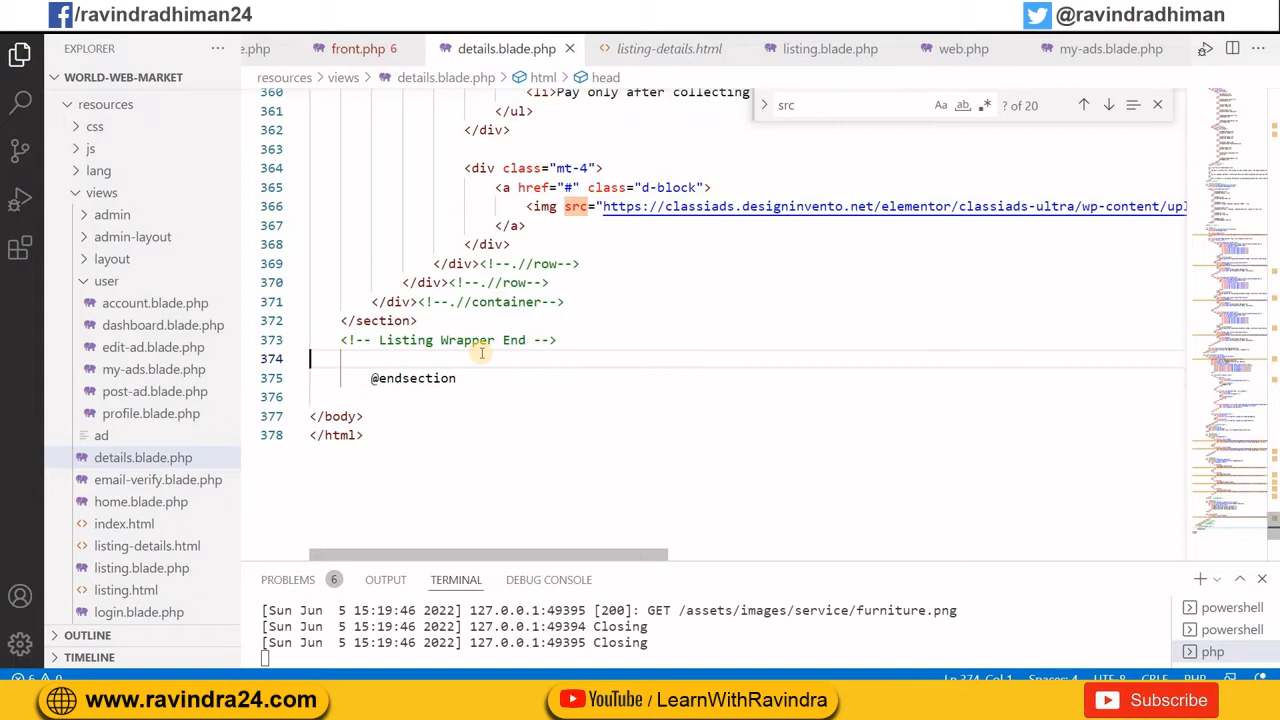 /ravindradhiman24
@ravindradhiman
EXPLORER
.php
front.php 6
details.blade.php
listing-details.html
listing.blade.php
web.php
my-ads.blade.php
WORLD-WEB-MARKET
resources > views > details.blade.php > html > head
resources
css
js
lang
views
admin
admin-layout
layout
user
account.blade.php
dashboard.blade.php
edit-ad.blade.php
my-ads.blade.php
post-ad.blade.php
profile.blade.php
ad
details.blade.php
email-verify.blade.php
home.blade.php
index.html
listing-details.html
listing.blade.php
listing.html
login.blade.php
OUTLINE
TIMELINE
src
Aa ab .* ? of 20
360 <li>Pay only after collecting
361 </ul>
362 </div>
363
364 <div class="mt-4">
365 <a href="#" class="d-block">
366 <img src="https://classiads.designinvento.net/elementor/classiads-ultra/wp-content/upl
367 </a>
368 </div>
369 </div><!--.//row-->
370 </div><!--.//row-->
371 </div><!--.//container-->
372 </section>
373 <!-- Listing Wrapper End -->
374
375 @endsection
376
377 </body>
378 </html>
PROBLEMS 6 OUTPUT TERMINAL DEBUG CONSOLE
[Sun Jun 5 15:19:46 2022] 127.0.0.1:49395 [200]: GET /assets/images/service/furniture.png
[Sun Jun 5 15:19:46 2022] 127.0.0.1:49394 Closing
[Sun Jun 5 15:19:46 2022] 127.0.0.1:49395 Closing
powershell
powershell
php
www.ravindra24.com
YouTube / LearnWithRavindra
Subscribe